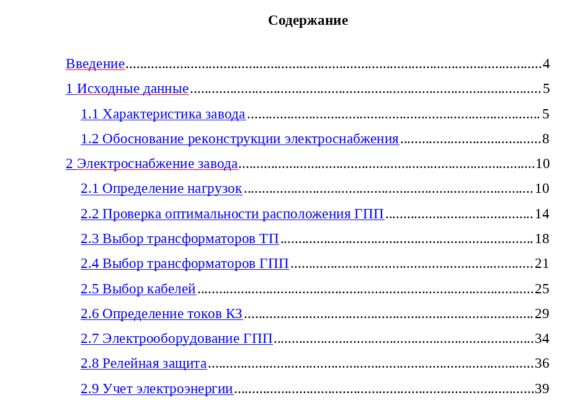 Содержание
Введение 4
1 Исходные данные 5
1.1 Характеристика завода 5
1.2 Обоснование реконструкции электроснабжения 8
2 Электроснабжение завода 10
2.1 Определение нагрузок 10
2.2 Проверка оптимальности расположения ГПП 14
2.3 Выбор трансформаторов ТП 18
2.4 Выбор трансформаторов ГПП 21
2.5 Выбор кабелей 25
2.6 Определение токов КЗ 29
2.7 Электрооборудование ГПП 34
2.8 Релейная защита 36
2.9 Учет электроэнергии 39